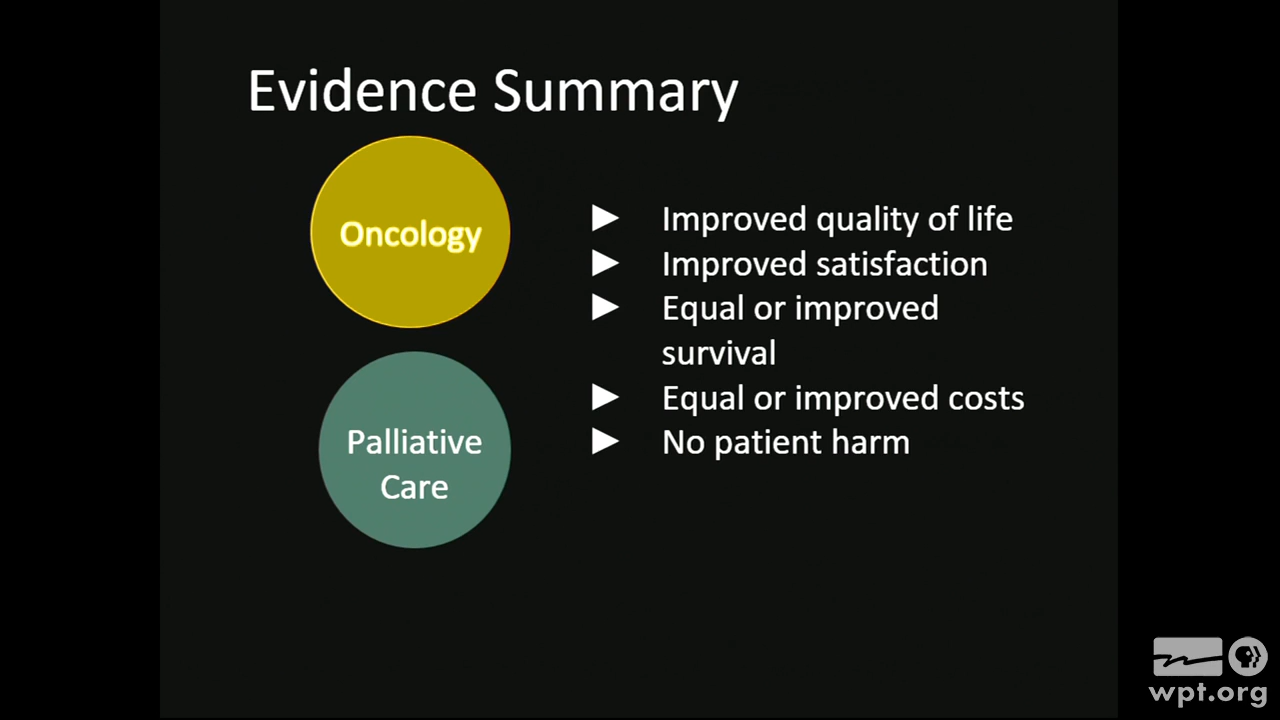 Evidence Summary
Oncology
Palliative
Care
► Improved quality of life
► Improved satisfaction
► Equal or improved
survival
► Equal or improved costs
► No patient harm
wpt.org